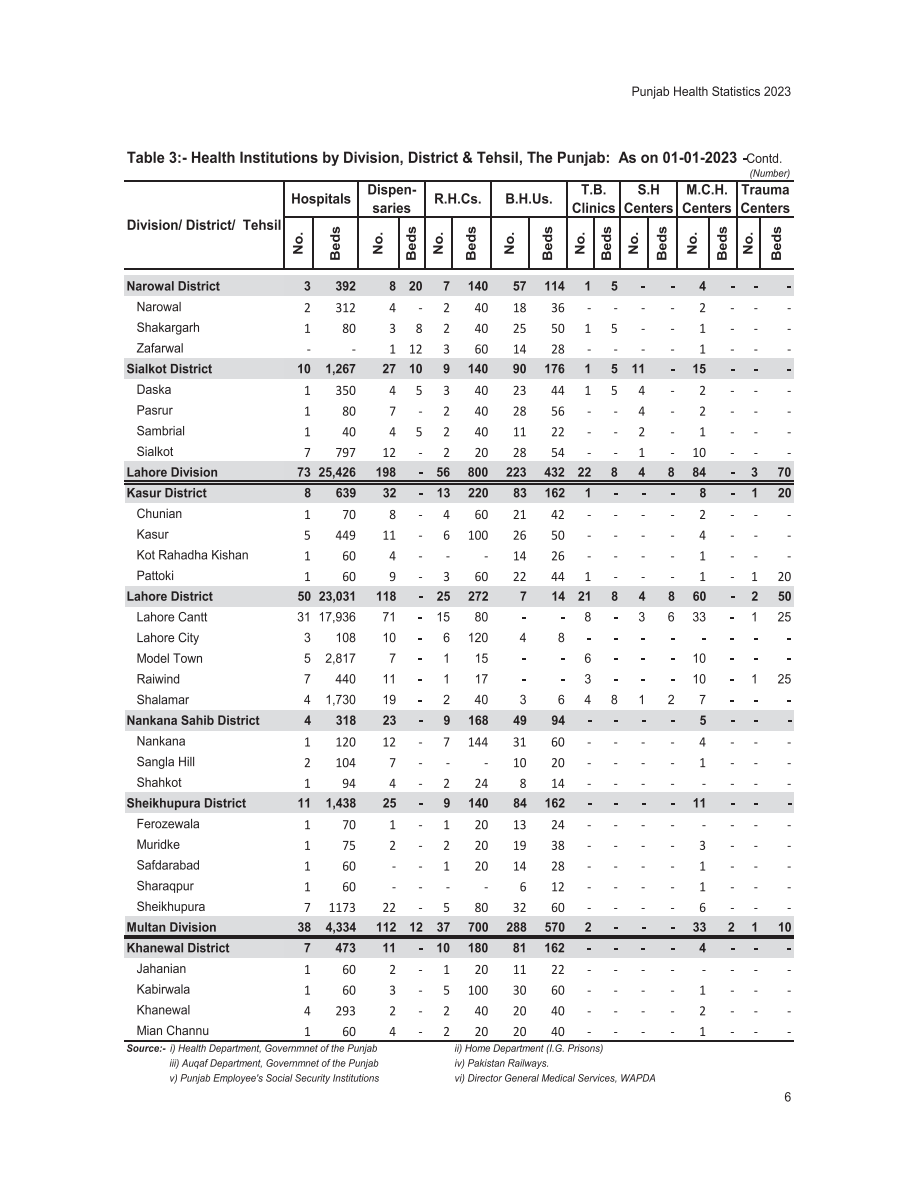 Punjab Health Statistics 2023
Table 3:- Health Institutions by Division, District & Tehsil, The Punjab: As on 01-01-2023 -Contd.
(Number)
Division/ District/ Tehsil Hospitals Dispen-saries R.H.Cs. B.H.Us. T.B. Clinics S.H Centers M.C.H. Centers Trauma Centers
No. Beds No. Beds No. Beds No. Beds No. Beds No. Beds No. Beds No. Beds
Narowal District 3 392 8 20 7 140 57 114 1 5 - - 4 - - -
Narowal 2 312 4 - 2 40 18 36 - - - - 2 - - -
Shakargarh 1 80 3 8 2 40 25 50 1 5 - - 1 - - -
Zafarwal - - 1 12 3 60 14 28 - - - - 1 - - -
Sialkot District 10 1,267 27 10 9 140 90 176 1 5 11 - 15 - - -
Daska 1 350 4 5 3 40 23 44 1 5 4 - 2 - - -
Pasrur 1 80 7 - 2 40 28 56 - - 4 - 2 - - -
Sambrial 1 40 4 5 2 40 11 22 - - 2 - 1 - - -
Sialkot 7 797 12 - 2 20 28 54 - - 1 - 10 - - -
Lahore Division 73 25,426 198 - 56 800 223 432 22 8 4 8 84 - 3 70
Kasur District 8 639 32 - 13 220 83 162 1 - - - 8 - 1 20
Chunian 1 70 8 - 4 60 21 42 - - - - 2 - - -
Kasur 5 449 11 - 6 100 26 50 - - - - 4 - - -
Kot Rahadha Kishan 1 60 4 - - - 14 26 - - - - 1 - - -
Pattoki 1 60 9 - 3 60 22 44 1 - - - 1 - 1 20
Lahore District 50 23,031 118 - 25 272 7 14 21 8 4 8 60 - 2 50
Lahore Cantt 31 17,936 71 - 15 80 - - 8 - 3 6 33 - 1 25
Lahore City 3 108 10 - 6 120 4 8 - - - - - - - -
Model Town 5 2,817 7 - 1 15 - - 6 - - - 10 - - -
Raiwind 7 440 11 - 1 17 - - 3 - - - 10 - 1 25
Shalamar 4 1,730 19 - 2 40 3 6 4 8 1 2 7 - - -
Nankana Sahib District 4 318 23 - 9 168 49 94 - - - - 5 - - -
Nankana 1 120 12 - 7 144 31 60 - - - - 4 - - -
Sangla Hill 2 104 7 - - - 10 20 - - - - 1 - - -
Shahkot 1 94 4 - 2 24 8 14 - - - - - - - -
Sheikhupura District 11 1,438 25 - 9 140 84 162 - - - - 11 - - -
Ferozewala 1 70 1 - 1 20 13 24 - - - - - - - -
Muridke 1 75 2 - 2 20 19 38 - - - - 3 - - -
Safdarabad 1 60 - - 1 20 14 28 - - - - 1 - - -
Sharaqpur 1 60 - - - - 6 12 - - - - 1 - - -
Sheikhupura 7 1173 22 - 5 80 32 60 - - - - 6 - - -
Multan Division 38 4,334 112 12 37 700 288 570 2 - - - 33 2 1 10
Khanewal District 7 473 11 - 10 180 81 162 - - - - 4 - - -
Jahanian 1 60 2 - 1 20 11 22 - - - - - - - -
Kabirwala 1 60 3 - 5 100 30 60 - - - - 1 - - -
Khanewal 4 293 2 - 2 40 20 40 - - - - 2 - - -
Mian Channu 1 60 4 - 2 20 20 40 - - - - 1 - - -
Source:- i) Health Department, Governmnet of the Punjab ii) Home Department (I.G. Prisons)
iii) Auqaf Department, Governmnet of the Punjab iv) Pakistan Railways.
v) Punjab Employee's Social Security Institutions vi) Director General Medical Services, WAPDA
6